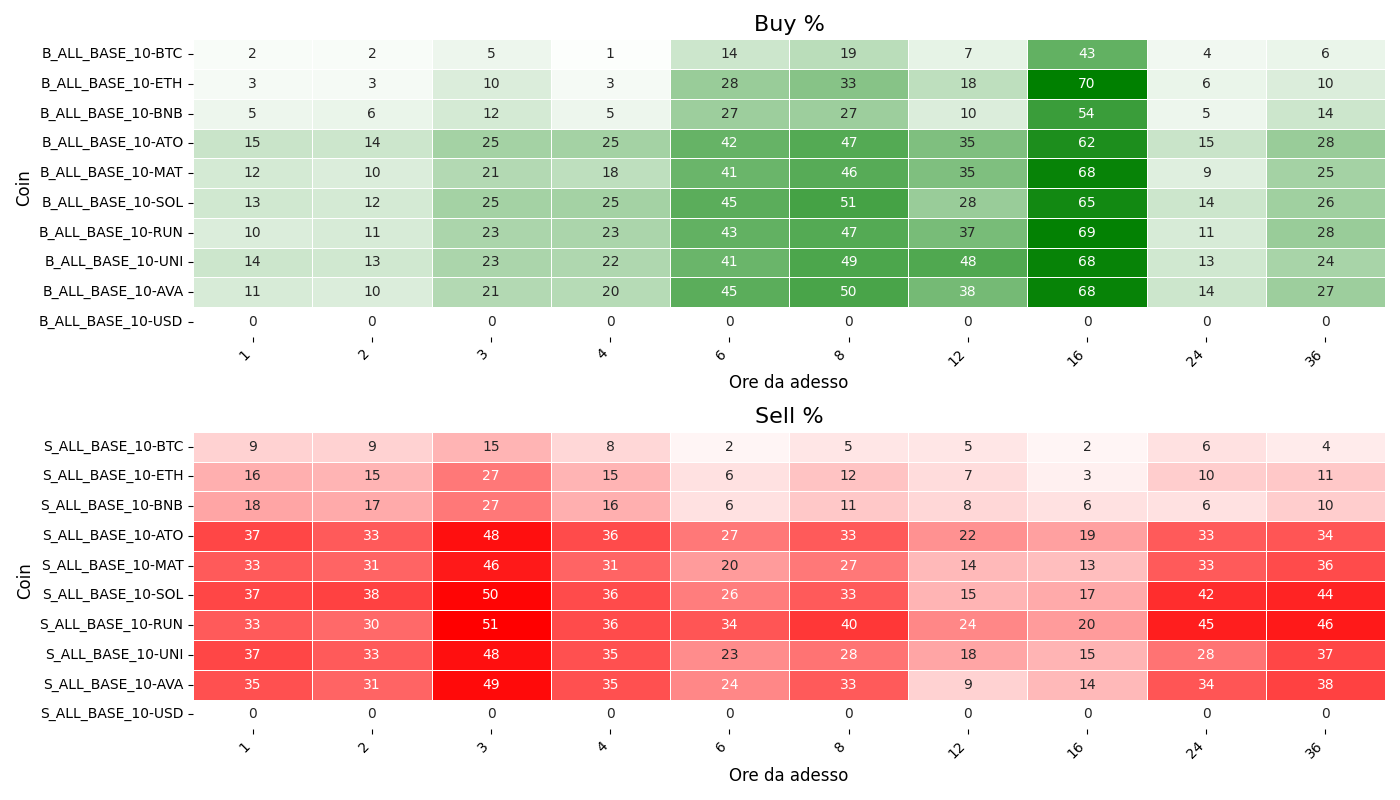 Buy %
Coin
B_ALL_BASE_10-BTC 2 2 5 1 14 19 7 43 4 6
B_ALL_BASE_10-ETH 3 3 10 3 28 33 18 70 6 10
B_ALL_BASE_10-BNB 5 6 12 5 27 27 10 54 5 14
B_ALL_BASE_10-ATO 15 14 25 25 42 47 35 62 15 28
B_ALL_BASE_10-MAT 12 10 21 18 41 46 35 68 9 25
B_ALL_BASE_10-SOL 13 12 25 25 45 51 28 65 14 26
B_ALL_BASE_10-RUN 10 11 23 23 43 47 37 69 11 28
B_ALL_BASE_10-UNI 14 13 23 22 41 49 48 68 13 24
B_ALL_BASE_10-AVA 11 10 21 20 45 50 38 68 14 27
B_ALL_BASE_10-USD 0 0 0 0 0 0 0 0 0 0
1 2 3 4 6 8 12 16 24 36
Ore da adesso
Sell %
Coin
S_ALL_BASE_10-BTC 9 9 15 8 2 5 5 2 6 4
S_ALL_BASE_10-ETH 16 15 27 15 6 12 7 3 10 11
S_ALL_BASE_10-BNB 18 17 27 16 6 11 8 6 6 10
S_ALL_BASE_10-ATO 37 33 48 36 27 33 22 19 33 34
S_ALL_BASE_10-MAT 33 31 46 31 20 27 14 13 33 36
S_ALL_BASE_10-SOL 37 38 50 36 26 33 15 17 42 44
S_ALL_BASE_10-RUN 33 30 51 36 34 40 24 20 45 46
S_ALL_BASE_10-UNI 37 33 48 35 23 28 18 15 28 37
S_ALL_BASE_10-AVA 35 31 49 35 24 33 9 14 34 38
S_ALL_BASE_10-USD 0 0 0 0 0 0 0 0 0 0
1 2 3 4 6 8 12 16 24 36
Ore da adesso